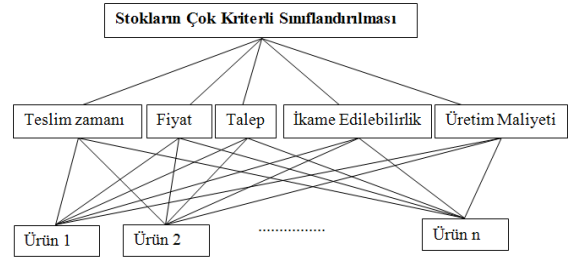 Stokların Çok Kriterli Sınıflandırılması
Teslim zamanı Fiyat Talep İkame Edilebilirlik Üretim Maliyeti
Ürün 1 Ürün 2 ............... Ürün n